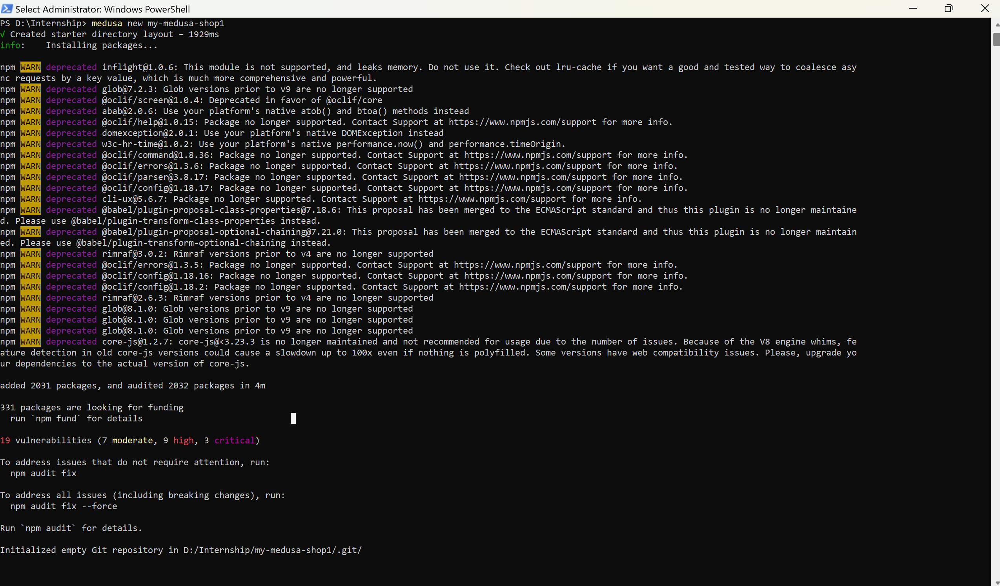 Select Administrator: Windows PowerShell
PS D:\Internship> medusa new my-medusa-shop1
√ Created starter directory layout – 1929ms
info:    Installing packages...
npm WARN deprecated inflight@1.0.6: This module is not supported, and leaks memory. Do not use it. Check out lru-cache if you want a good and tested way to coalesce asy
nc requests by a key value, which is much more comprehensive and powerful.
npm WARN deprecated glob@7.2.3: Glob versions prior to v9 are no longer supported
npm WARN deprecated @oclif/screen@1.0.4: Deprecated in favor of @oclif/core
npm WARN deprecated abab@2.0.6: Use your platform's native atob() and btoa() methods instead
npm WARN deprecated @oclif/help@1.0.15: Package no longer supported. Contact Support at https://www.npmjs.com/support for more info.
npm WARN deprecated domexception@2.0.1: Use your platform's native DOMException instead
npm WARN deprecated w3c-hr-time@1.0.2: Use your platform's native performance.now() and performance.timeOrigin.
npm WARN deprecated @oclif/command@1.8.36: Package no longer supported. Contact Support at https://www.npmjs.com/support for more info.
npm WARN deprecated @oclif/errors@1.3.6: Package no longer supported. Contact Support at https://www.npmjs.com/support for more info.
npm WARN deprecated @oclif/parser@3.8.17: Package no longer supported. Contact Support at https://www.npmjs.com/support for more info.
npm WARN deprecated @oclif/config@1.18.17: Package no longer supported. Contact Support at https://www.npmjs.com/support for more info.
npm WARN deprecated cli-ux@5.6.7: Package no longer supported. Contact Support at https://www.npmjs.com/support for more info.
npm WARN deprecated @babel/plugin-proposal-class-properties@7.18.6: This proposal has been merged to the ECMAScript standard and thus this plugin is no longer maintaine
d. Please use @babel/plugin-transform-class-properties instead.
npm WARN deprecated @babel/plugin-proposal-optional-chaining@7.21.0: This proposal has been merged to the ECMAScript standard and thus this plugin is no longer maintain
ed. Please use @babel/plugin-transform-optional-chaining instead.
npm WARN deprecated rimraf@3.0.2: Rimraf versions prior to v4 are no longer supported
npm WARN deprecated @oclif/errors@1.3.5: Package no longer supported. Contact Support at https://www.npmjs.com/support for more info.
npm WARN deprecated @oclif/config@1.18.16: Package no longer supported. Contact Support at https://www.npmjs.com/support for more info.
npm WARN deprecated @oclif/config@1.18.2: Package no longer supported. Contact Support at https://www.npmjs.com/support for more info.
npm WARN deprecated rimraf@2.6.3: Rimraf versions prior to v4 are no longer supported
npm WARN deprecated glob@8.1.0: Glob versions prior to v9 are no longer supported
npm WARN deprecated glob@8.1.0: Glob versions prior to v9 are no longer supported
npm WARN deprecated glob@8.1.0: Glob versions prior to v9 are no longer supported
npm WARN deprecated core-js@1.2.7: core-js@<3.23.3 is no longer maintained and not recommended for usage due to the number of issues. Because of the V8 engine whims, fe
ature detection in old core-js versions could cause a slowdown up to 100x even if nothing is polyfilled. Some versions have web compatibility issues. Please, upgrade yo
ur dependencies to the actual version of core-js.
added 2031 packages, and audited 2032 packages in 4m
331 packages are looking for funding
  run `npm fund` for details
19 vulnerabilities (7 moderate, 9 high, 3 critical)
To address issues that do not require attention, run:
  npm audit fix
To address all issues (including breaking changes), run:
  npm audit fix --force
Run `npm audit` for details.
Initialized empty Git repository in D:/Internship/my-medusa-shop1/.git/